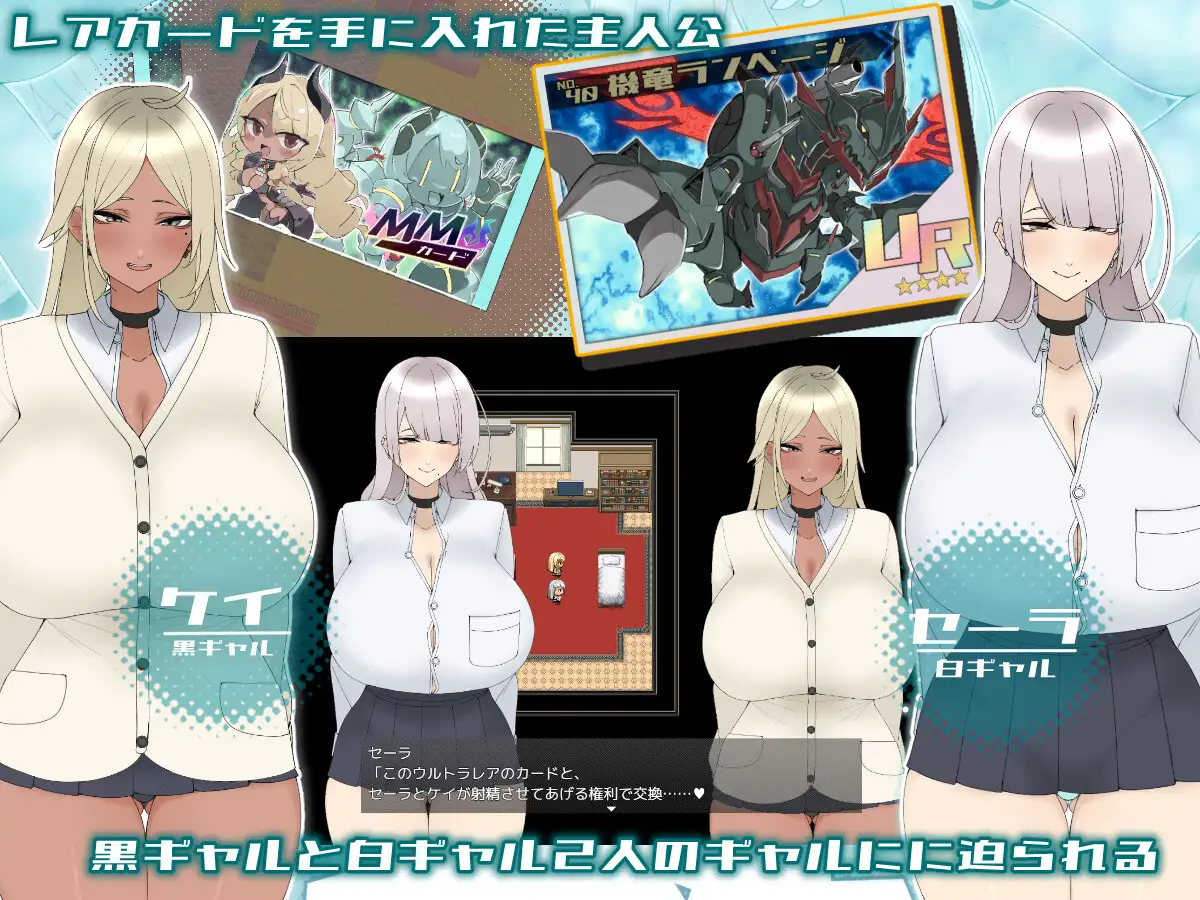 レアカードを手に入れた主人公
NO.40 機竜ランページ
MMカード
UR
ケイ
黒ギャル
セーラ
白ギャル
セーラ
「このウルトラレアのカードと、
セーラとケイが射精させてあげる権利で交換……♥
黒ギャルと白ギャル2人のギャルにに迫られる